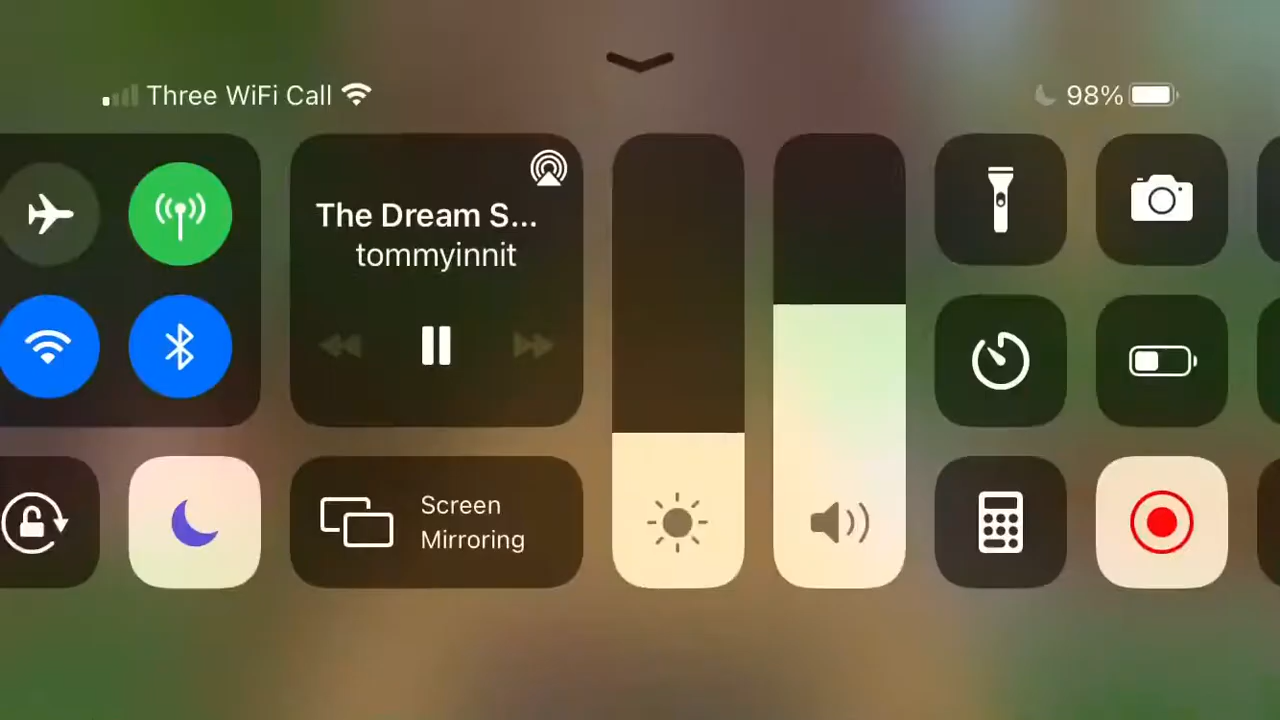 Three WiFi Call
98%
The Dream S...
tommyinnit
Screen
Mirroring